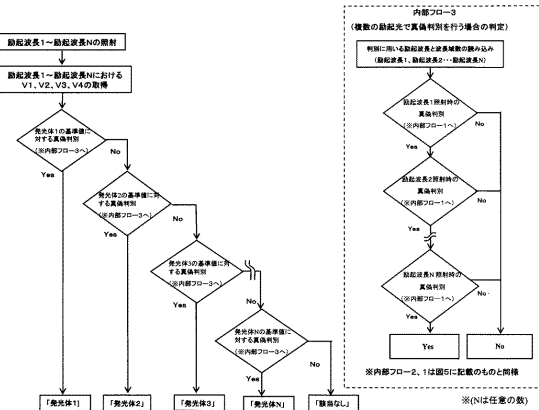 励起波長1～励起波長Nの照射
励起波長1～励起波長Nにおける
V1、V2、V3、V4の取得
発光体1の基準値に
対する真偽判別
(※内部フロー3へ)
No
Yes
発光体2の基準値に対
する真偽判別
(※内部フロー3へ)
No
Yes
発光体3の基準値に対
する真偽判別
(※内部フロー3へ)
No
Yes
発光体Nの基準値に対
する真偽判別
(※内部フロー3へ)
No
Yes
「発光体1」
「発光体2」
「発光体3」
「発光体N」
「該当なし」
内部フロー3
(複数の励起光で真偽判別を行う場合の判定)
判別に用いる励起波長と波長域数の読み込み
(励起波長1、励起波長2・・・励起波長N)
励起波長1照射時の
真偽判別
(※内部フロー1へ)
No
Yes
励起波長2照射時の
真偽判別
(※内部フロー1へ)
No
Yes
励起波長N照射時の
真偽判別
(※内部フロー1へ)
No
Yes
Yes
No
※内部フロー2、1は図5に記載のものと同様
※(Nは任意の数)